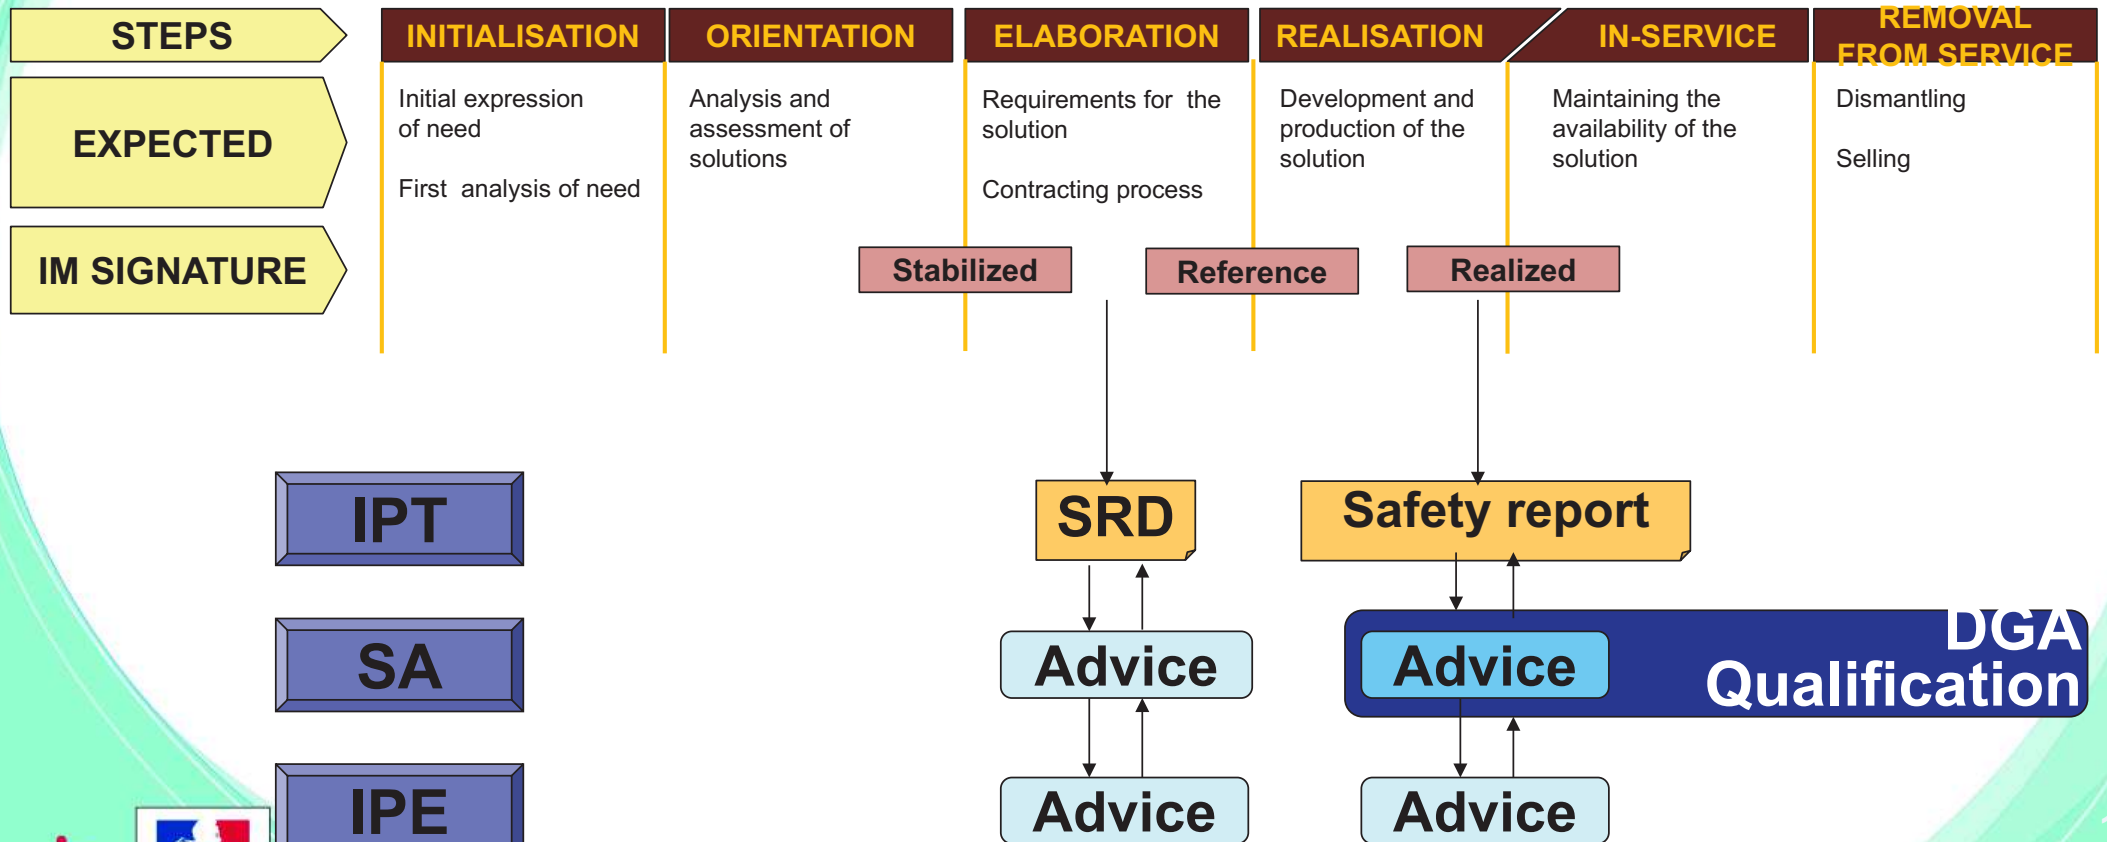 STEPS
INITIALISATION
ORIENTATION
ELABORATION
REALISATION
IN-SERVICE
REMOVAL
FROM SERVICE
EXPECTED
Initial expression
of need
First analysis of need
Analysis and
assessment of
solutions
Requirements for the
solution
Contracting process
Development and
production of the
solution
Maintaining the
availability of the
solution
Dismantling
Selling
IM SIGNATURE
Stabilized
Reference
Realized
IPT
SRD
Safety report
SA
Advice
Advice
DGA
Qualification
IPE
Advice
Advice